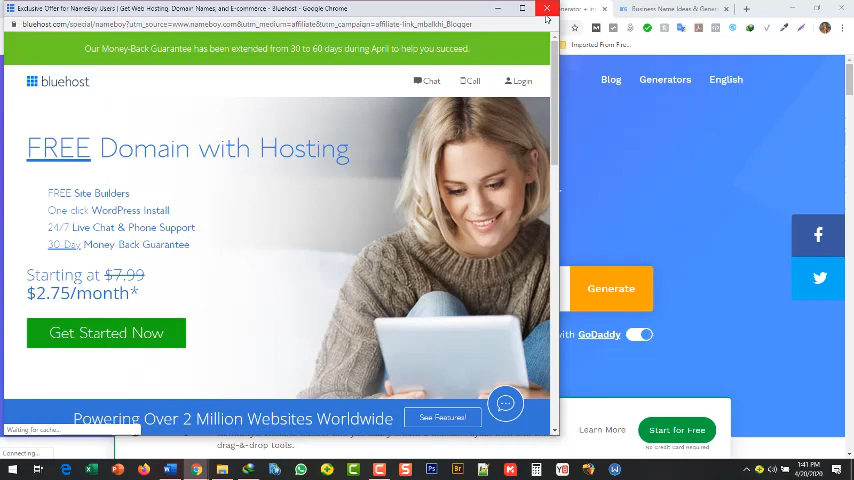 Exclusive Offer for NameBoy Users | Get Web Hosting, Domain Names, and E-commerce - Bluehost - Google Chrome
bluehost.com/special/nameboy?utm_source=www.nameboy.com&utm_medium=affiliate&utm_campaign=affiliate-link_mbalkhi_Blogger
Business Name Ideas & Gener
Imported From Fire...
Our Money-Back Guarantee has been extended from 30 to 60 days during April to help you succeed.
bluehost
Chat
Call
Login
Blog
Generators
English
FREE Domain with Hosting
FREE Site Builders
One-click WordPress Install
24/7 Live Chat & Phone Support
30-Day Money-Back Guarantee
Starting at $7.99
$2.75/month*
Get Started Now
Generate
with GoDaddy
Powering Over 2 Million Websites Worldwide
See Features!
Learn More
Start for Free
No Credit Card Required
Waiting for cache...
drag-&-drop tools.
Connecting...
1:41 PM
4/20/2020